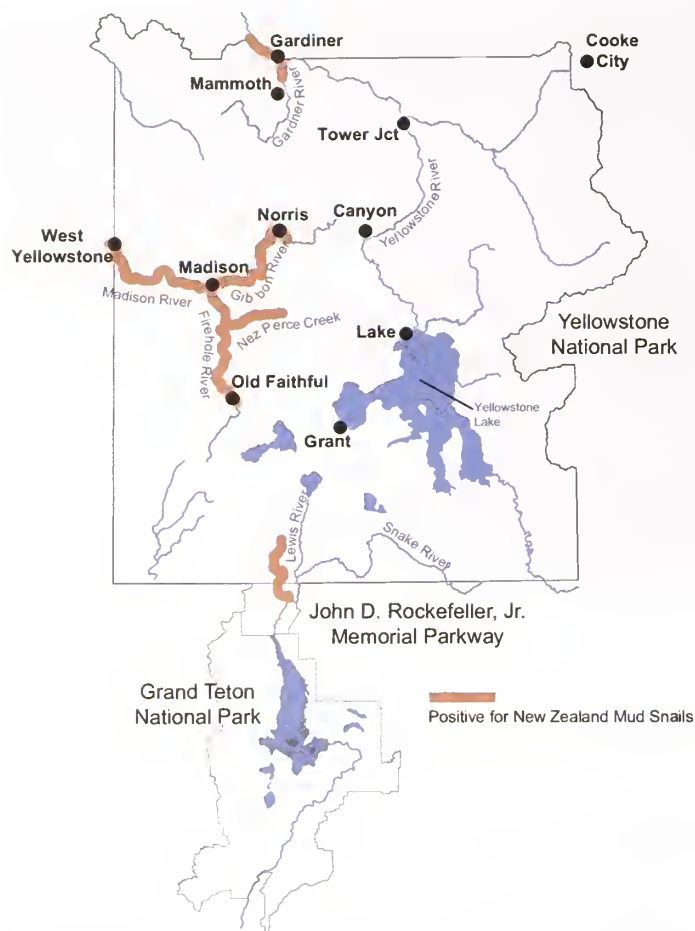 Gardiner
Cooke
City
Mammoth
Gardner River
Tower Jct
Yellowstone River
Norris
Canyon
West
Yellowstone
Madison
Gibbon River
Madison River
Firehole River
Nez Perce Creek
Lake
Yellowstone
National Park
Old Faithful
Yellowstone
Lake
Grant
Lewis River
Snake River
John D. Rockefeller, Jr.
Memorial Parkway
Grand Teton
National Park
Positive for New Zealand Mud Snails